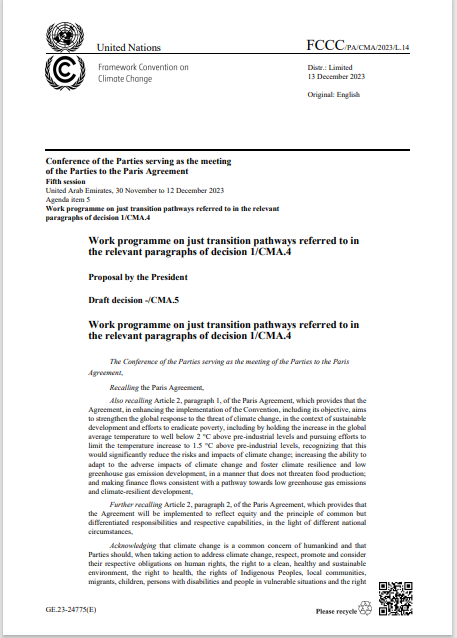 United Nations
FCCC/PA/CMA/2023/L.14
Framework Convention on
Climate Change
Distr.: Limited
13 December 2023
Original: English
Conference of the Parties serving as the meeting
of the Parties to the Paris Agreement
Fifth session
United Arab Emirates, 30 November to 12 December 2023
Agenda item 5
Work programme on just transition pathways referred to in the relevant
paragraphs of decision 1/CMA.4
Work programme on just transition pathways referred to in
the relevant paragraphs of decision 1/CMA.4
Proposal by the President
Draft decision -/CMA.5
Work programme on just transition pathways referred to in
the relevant paragraphs of decision 1/CMA.4
The Conference of the Parties serving as the meeting of the Parties to the Paris
Agreement,
Recalling the Paris Agreement,
Also recalling Article 2, paragraph 1, of the Paris Agreement, which provides that the
Agreement, in enhancing the implementation of the Convention, including its objective,
aims to strengthen the global response to the threat of climate change, in the context of sustainable
development and efforts to eradicate poverty, including by holding the increase in the global
average temperature to well below 2 °C above pre-industrial levels and pursuing efforts to
limit the temperature increase to 1.5 °C above pre-industrial levels, recognizing that this
would significantly reduce the risks and impacts of climate change; increasing the ability to
adapt to the adverse impacts of climate change and foster climate resilience and low
greenhouse gas emission development, in a manner that does not threaten food production;
and making finance flows consistent with a pathway towards low greenhouse gas emissions
and climate-resilient development,
Further recalling Article 2, paragraph 2, of the Paris Agreement, which provides that
the Agreement will be implemented to reflect equity and the principle of common but
differentiated responsibilities and respective capabilities, in the light of different national
circumstances,
Acknowledging that climate change is a common concern of humankind and that
Parties should, when taking action to address climate change, respect, promote and consider
their respective obligations on human rights, the right to a clean, healthy and sustainable
environment, the right to health, the rights of Indigenous Peoples, local communities,
migrants, children, persons with disabilities and people in vulnerable situations and the right
GE.23-24775(E)
Please recycle